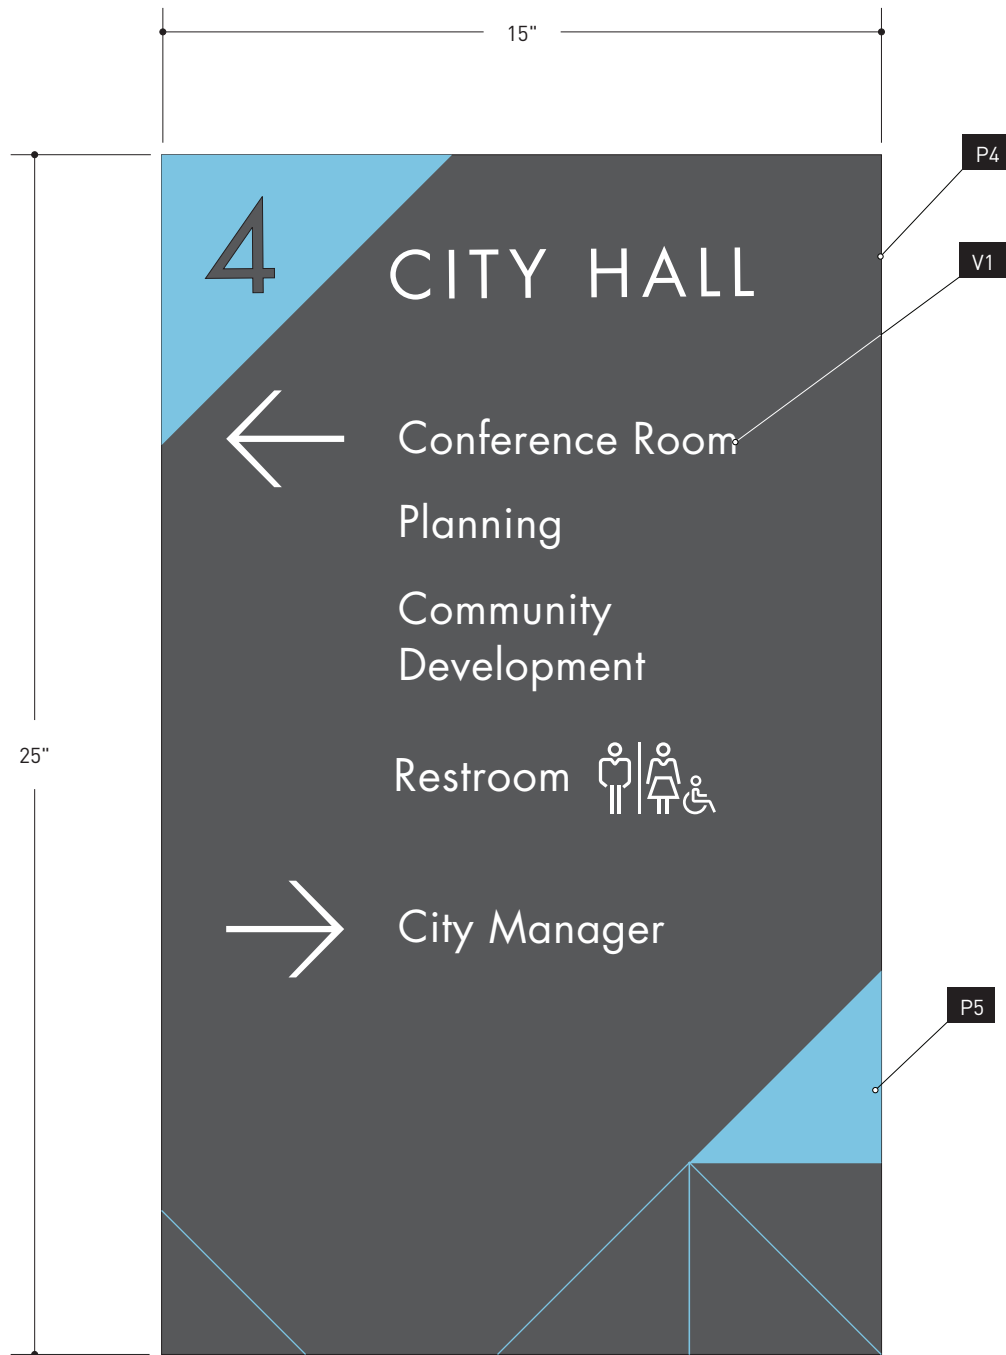 15"
P4
4
CITY HALL
V1
Conference Room
Planning
Community
Development
25"
Restroom
City Manager
P5